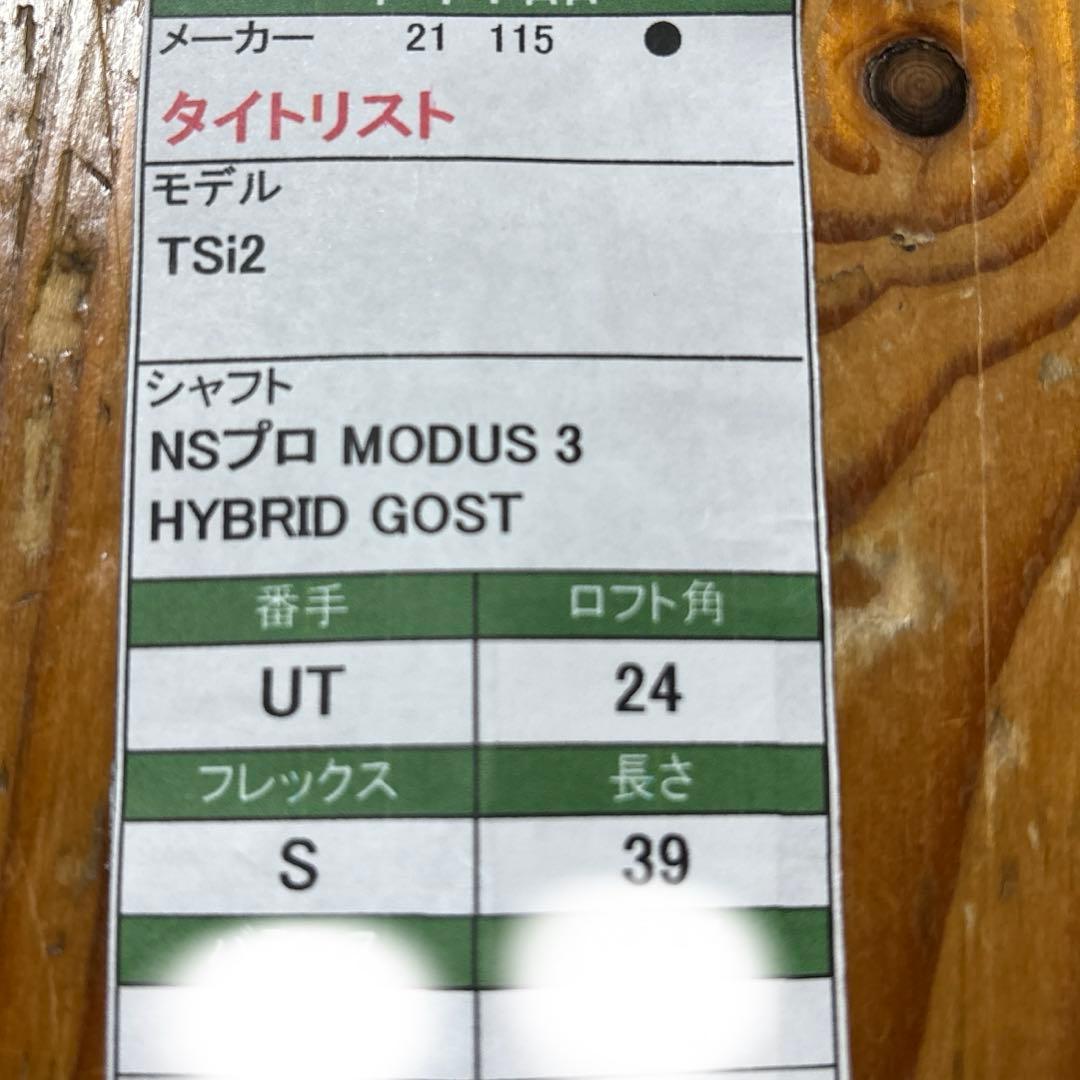 メーカー 21 115 ●
タイトリスト
モデル
TSi2
シャフト
NSプロ MODUS 3
HYBRID GOST
番手 ロフト角
UT 24
フレックス 長さ
S 39